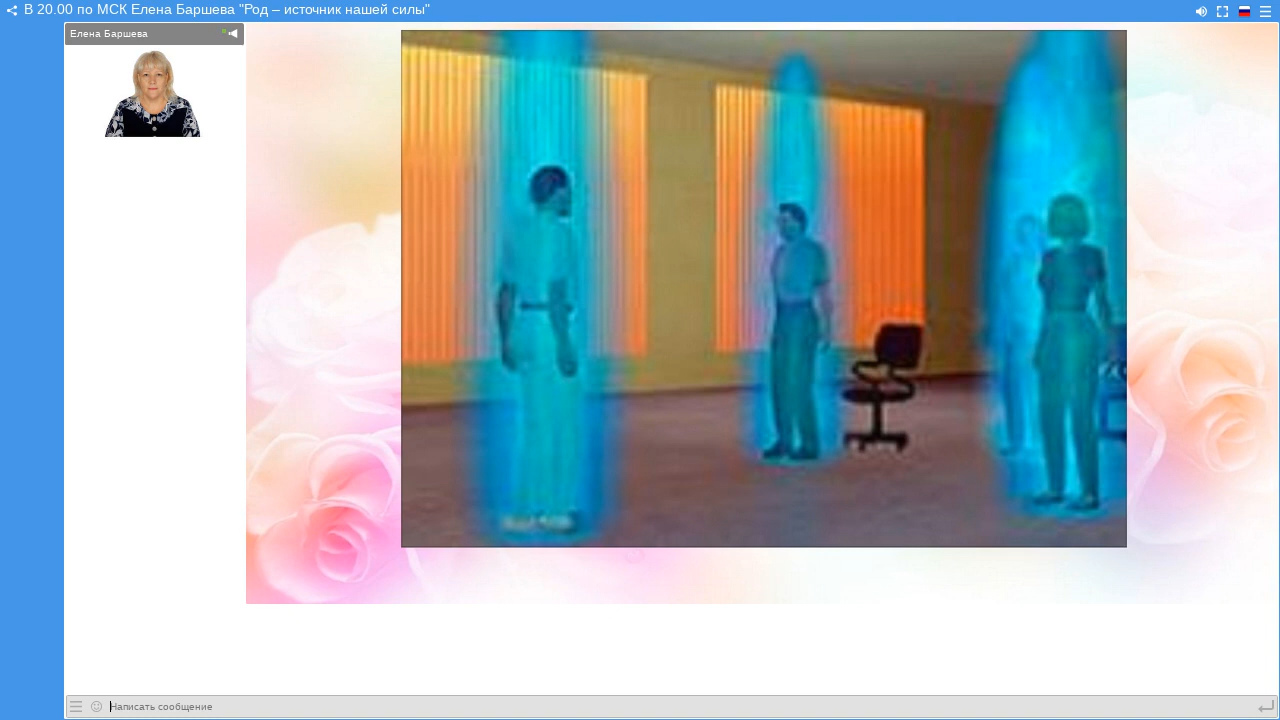 В 20.00 по МСК Елена Баршева "Род – источник нашей силы"
Елена Баршева
Написать сообщение